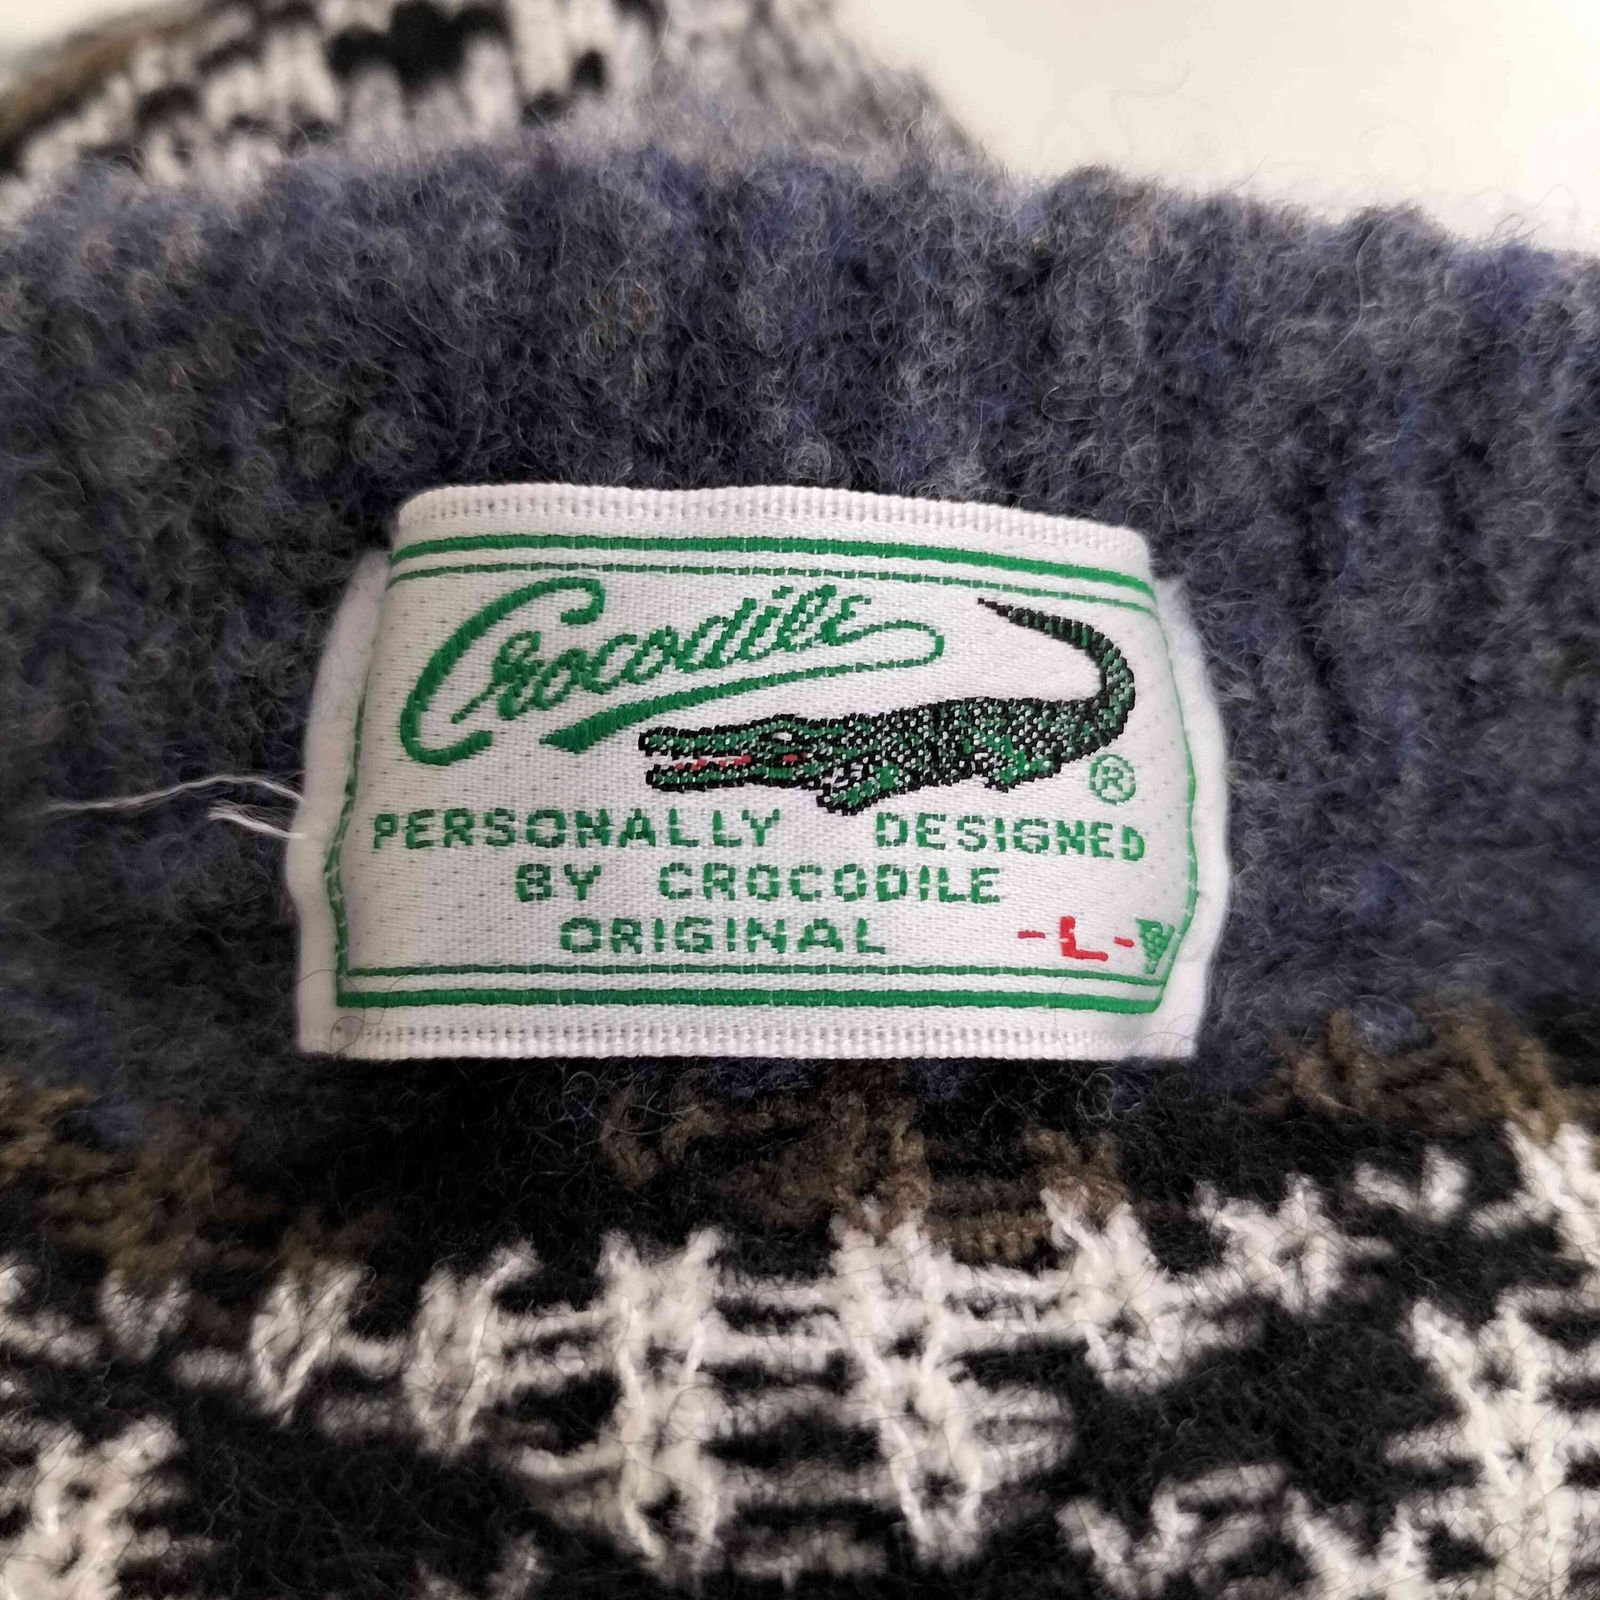 Crocodile
®
PERSONALLY DESIGNED
BY CROCODILE
ORIGINAL -L-